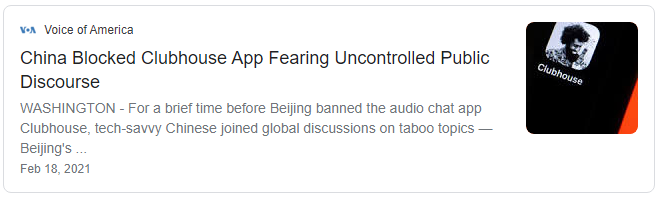 VOA Voice of America
China Blocked Clubhouse App Fearing Uncontrolled Public
Discourse
WASHINGTON - For a brief time before Beijing banned the audio chat app
Clubhouse, tech-savvy Chinese joined global discussions on taboo topics —
Beijing's ...
Feb 18, 2021
Clubhouse